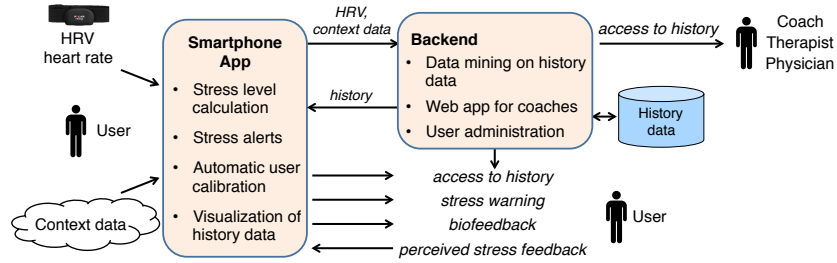 HRV
heart rate
User
Context data
Smartphone
App
• Stress level
calculation
• Stress alerts
• Automatic user
calibration
• Visualization of
history data
HRV,
context data
history
Backend
• Data mining on history
data
• Web app for coaches
• User administration
access to history
Coach
Therapist
Physician
History
data
access to history
stress warning
biofeedback
perceived stress feedback
User